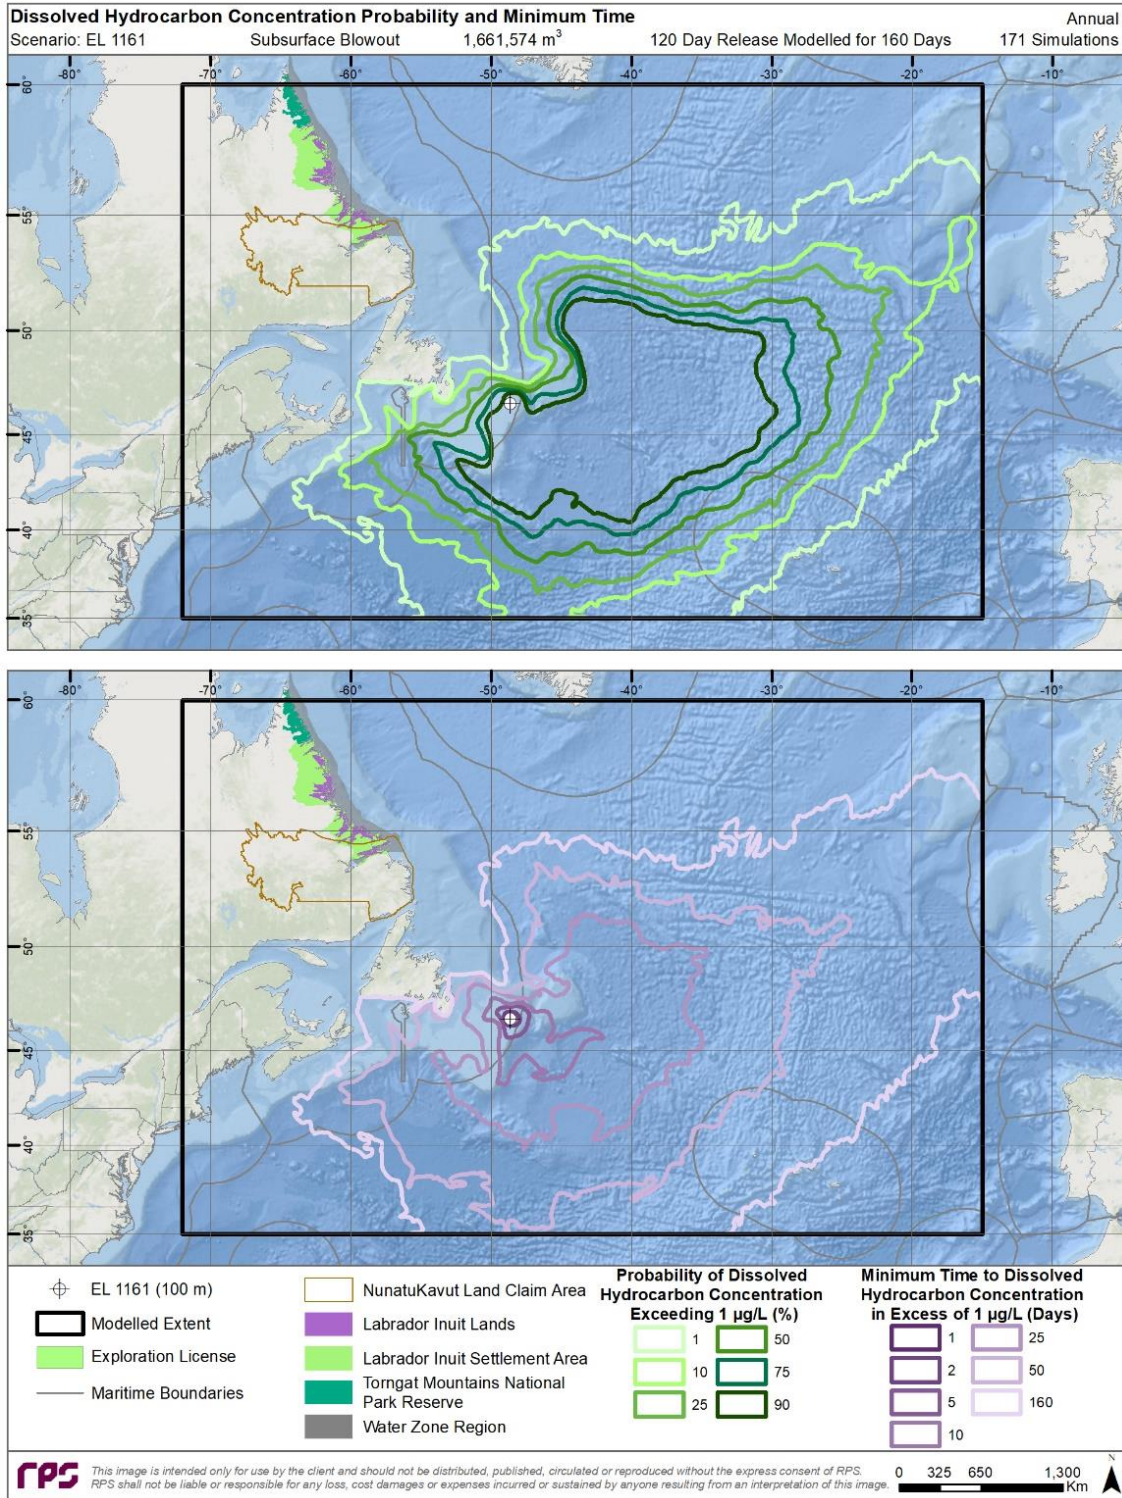 Dissolved Hydrocarbon Concentration Probability and Minimum Time
Annual
Scenario: EL 1161 Subsurface Blowout 1,661,574 m³ 120 Day Release Modelled for 160 Days 171 Simulations
-80° -70° -60° -50° -40° -30° -20° -10°
60°
55°
50°
45°
40°
35°
-80° -70° -60° -50° -40° -30° -20° -10°
60°
55°
50°
45°
40°
35°
EL 1161 (100 m)
Modelled Extent
Exploration License
Maritime Boundaries
NunatuKavut Land Claim Area
Labrador Inuit Lands
Labrador Inuit Settlement Area
Torngat Mountains National
Park Reserve
Water Zone Region
Probability of Dissolved
Hydrocarbon Concentration
Exceeding 1 µg/L (%)
1 50
10 75
25 90
Minimum Time to Dissolved
Hydrocarbon Concentration
in Excess of 1 µg/L (Days)
1 25
2 50
5 160
10
rps
This image is intended only for use by the client and should not be distributed, published, circulated or reproduced without the express consent of RPS.
RPS shall not be liable or responsible for any loss, cost damages or expenses incurred or sustained by anyone resulting from an interpretation of this image.
0 325 650 1,300
Km
N